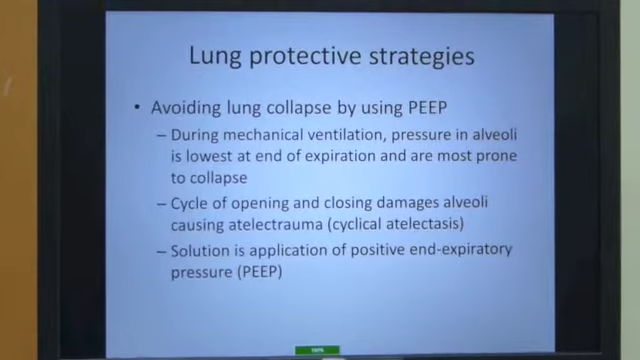 Lung protective strategies
• Avoiding lung collapse by using PEEP
– During mechanical ventilation, pressure in alveoli
is lowest at end of expiration and are most prone
to collapse
– Cycle of opening and closing damages alveoli
causing atelectrauma (cyclical atelectasis)
– Solution is application of positive end-expiratory
pressure (PEEP)